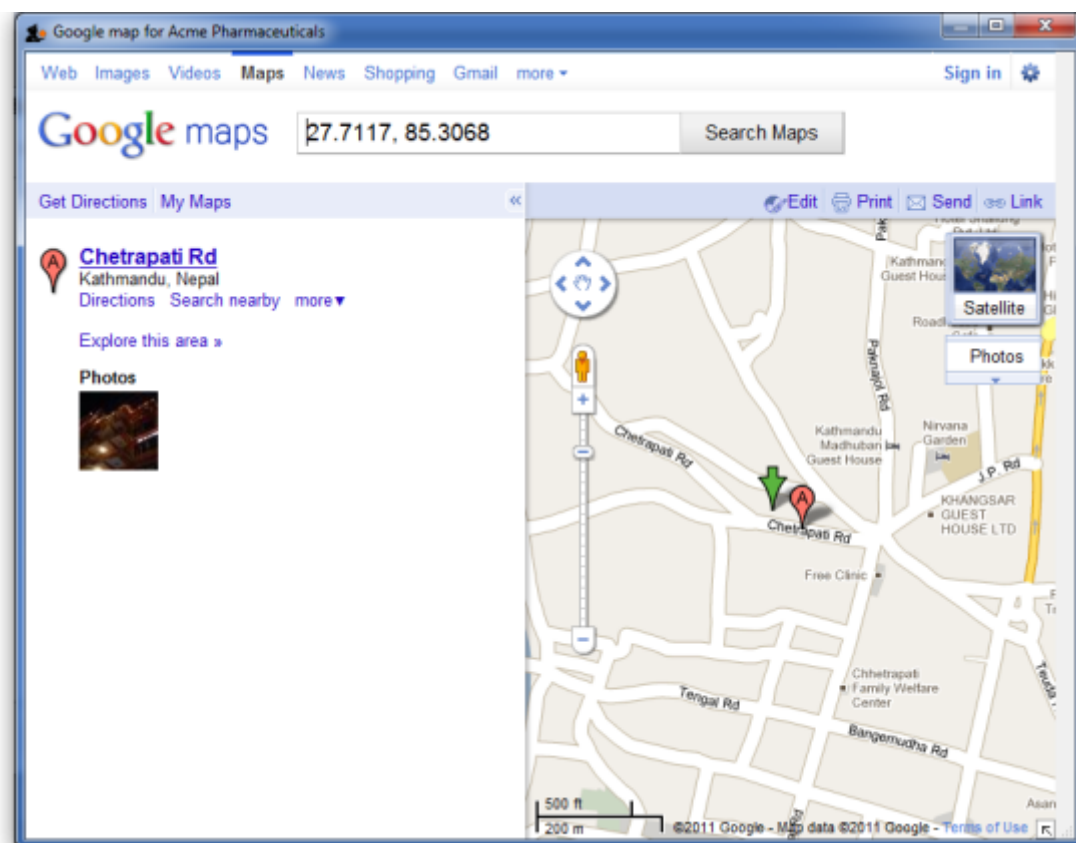 Google map for Acme Pharmaceuticals
Web Images Videos Maps News Shopping Gmail more
Sign in
Google maps
27.7117, 85.3068
Search Maps
Get Directions My Maps
«
Edit Print Send Link
A
Chetrapati Rd
Kathmandu, Nepal
Directions Search nearby more▼
Explore this area »
Photos
Satellite
Photos
Guest
Paknajol Rd
Kathmandu
Madhuban
Guest House
Nirvana
Garden
J.P. Rd
KHANGSAR
GUEST
HOUSE LTD
Chetrapati Rd
A
Chetrapati Rd
Free Clinic
Chhetrapati
Family Welfare
Center
Tengal Rd
Bangemudha Rd
Teuda
Asan
500 ft
200 m
©2011 Google - Map data ©2011 Google - Terms of Use